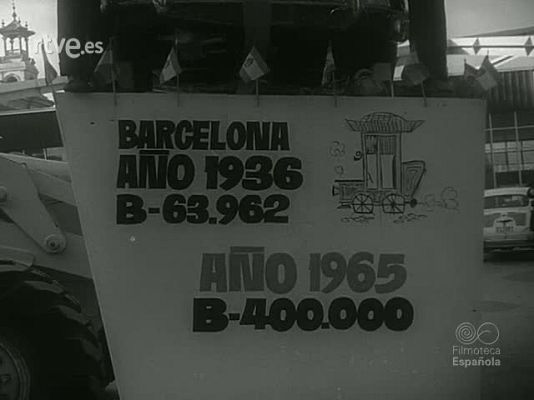 rtve.es
BARCELONA
AÑO 1936
B-63.962
AÑO 1965
B-400.000
Filmoteca
Española